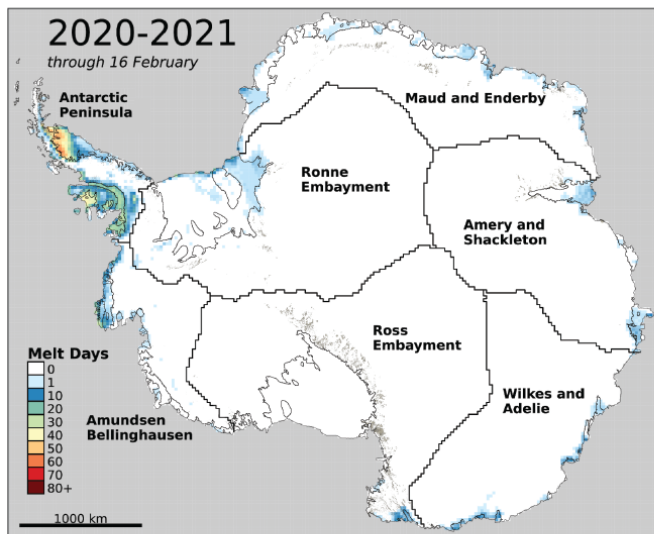 2020-2021
through 16 February
Antarctic
Peninsula
Maud and Enderby
Ronne
Embayment
Amery and
Shackleton
Ross
Embayment
Wilkes and
Adelie
Amundsen
Bellinghausen
Melt Days
0
1
10
20
30
40
50
60
70
80+
1000 km